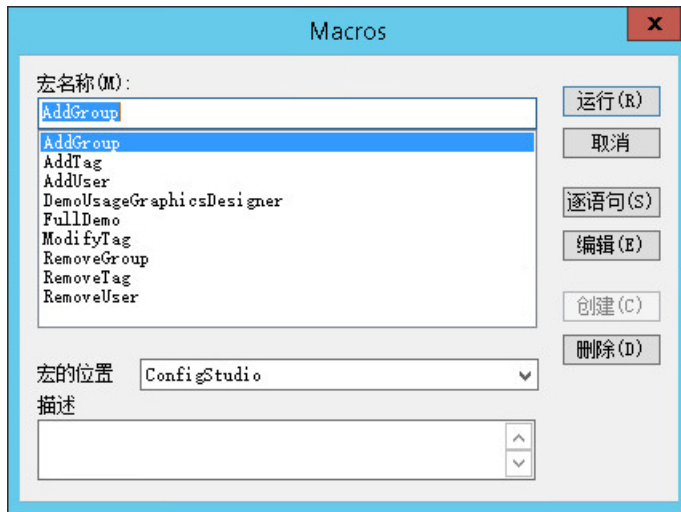 Macros
x
宏名称(M):
AddGroup
AddGroup
AddTag
AddUser
DemoUsageGraphicsDesigner
FullDemo
ModifyTag
RemoveGroup
RemoveTag
RemoveUser
运行(R)
取消
逐语句(S)
编辑(E)
创建(C)
删除(D)
宏的位置
ConfigStudio
描述